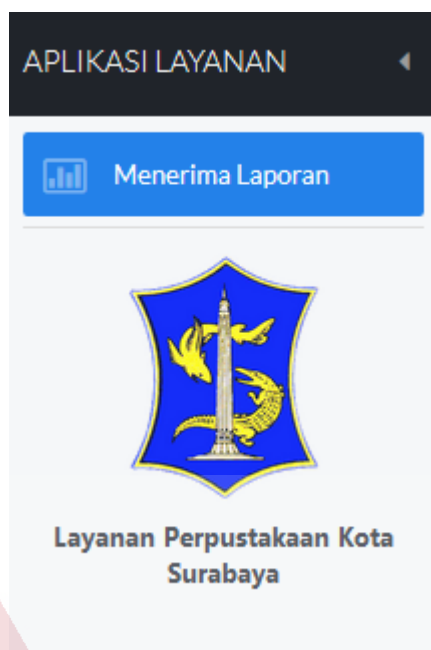 APLIKASI LAYANAN
Menerima Laporan
Layanan Perpustakaan Kota
Surabaya